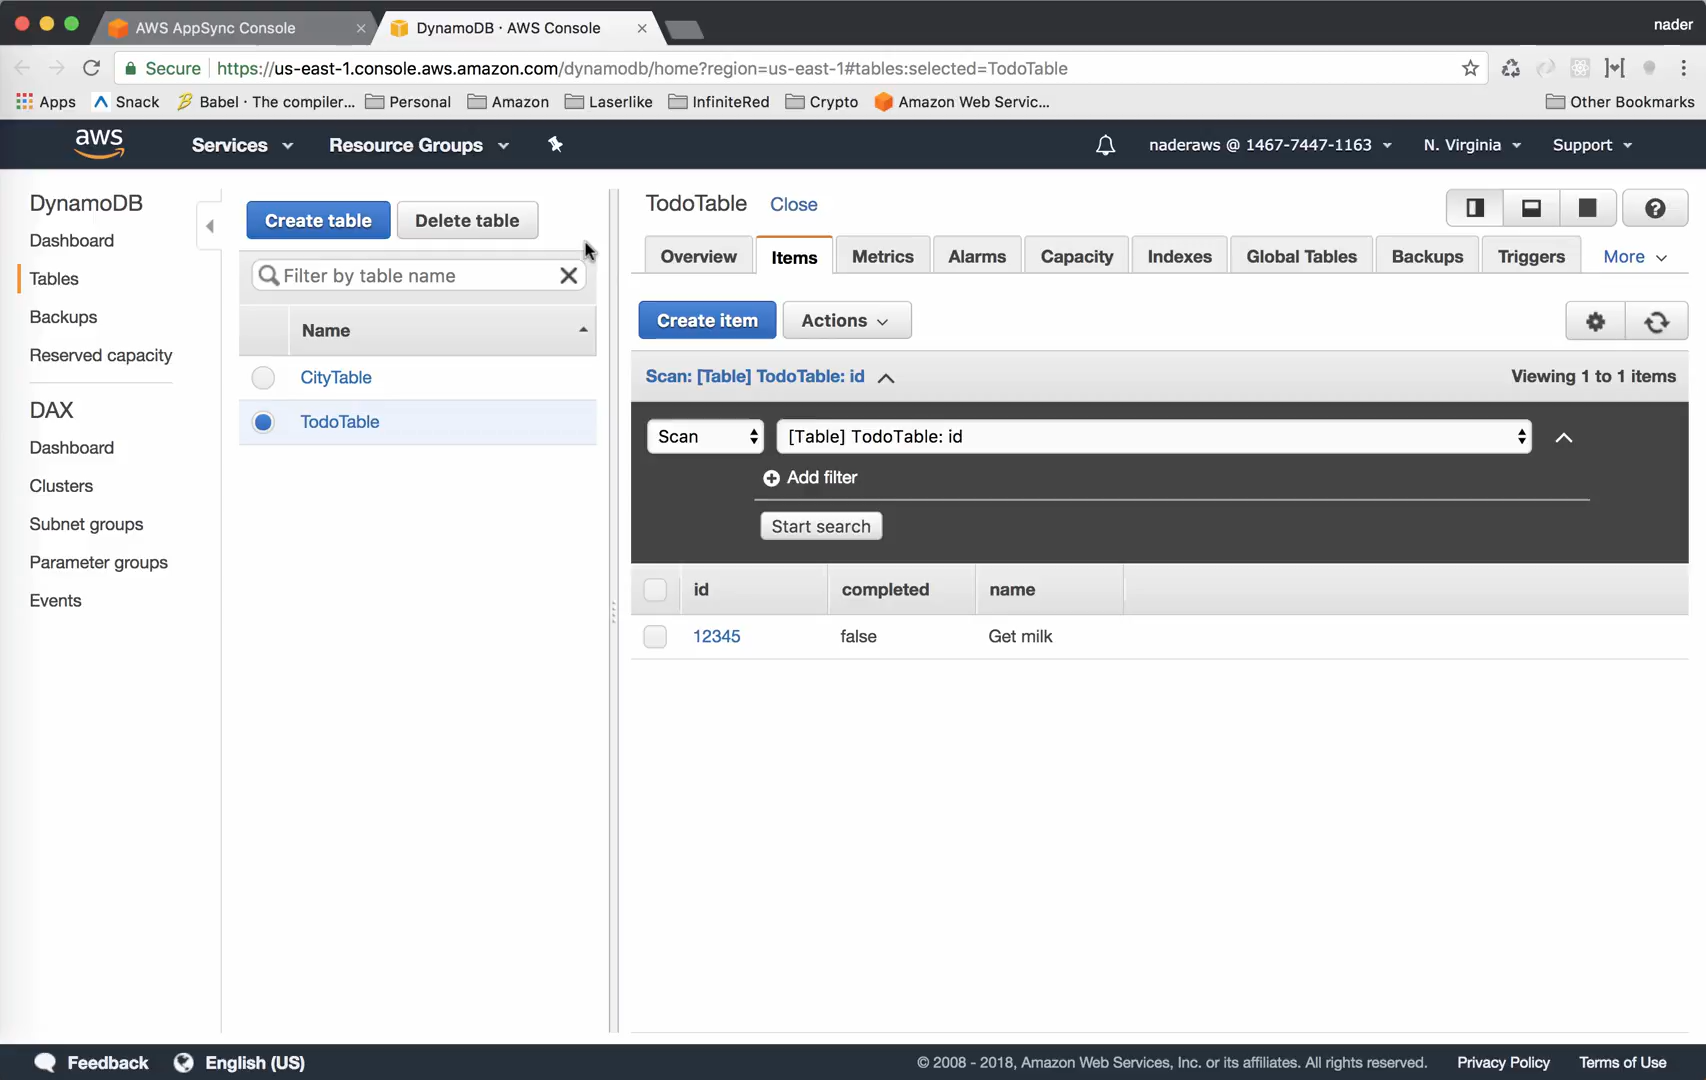 AWS AppSync Console
DynamoDB · AWS Console
nader
Secure https://us-east-1.console.aws.amazon.com/dynamodb/home?region=us-east-1#tables:selected=TodoTable
Apps Snack Babel · The compiler... Personal Amazon Laserlike InfiniteRed Crypto Amazon Web Servic... Other Bookmarks
aws Services Resource Groups naderaws @ 1467-7447-1163 N. Virginia Support
DynamoDB
Dashboard
Tables
Backups
Reserved capacity
DAX
Dashboard
Clusters
Subnet groups
Parameter groups
Events
Create table Delete table
Filter by table name
Name
CityTable
TodoTable
TodoTable Close
Overview Items Metrics Alarms Capacity Indexes Global Tables Backups Triggers More
Create item Actions
Scan: [Table] TodoTable: id Viewing 1 to 1 items
Scan [Table] TodoTable: id
Add filter
Start search
id completed name
12345 false Get milk
Feedback English (US) © 2008 - 2018, Amazon Web Services, Inc. or its affiliates. All rights reserved. Privacy Policy Terms of Use